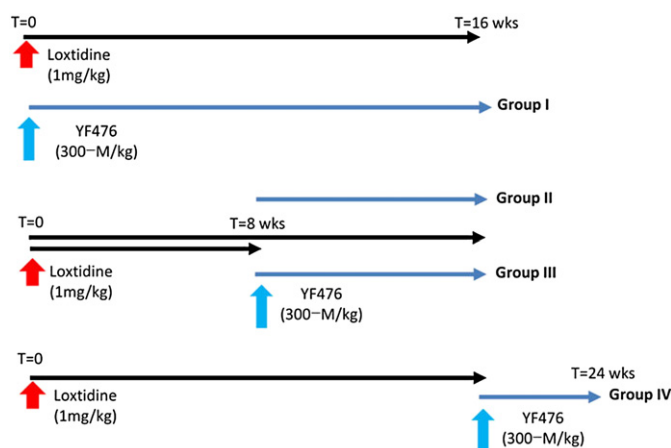 T=0
T=16 wks
Loxtidine
(1mg/kg)
Group I
YF476
(300−M/kg)
Group II
T=0
T=8 wks
Loxtidine
(1mg/kg)
Group III
YF476
(300−M/kg)
T=0
T=24 wks
Loxtidine
(1mg/kg)
Group IV
YF476
(300−M/kg)